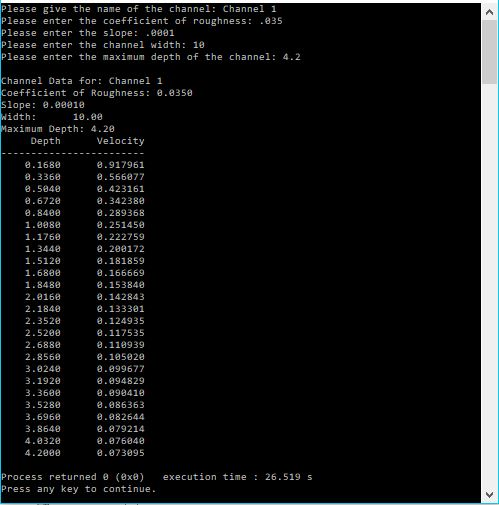 Please give the name of the channel: Channel 1
Please enter the coefficient of roughness: .035
Please enter the slope: .0001
Please enter the channel width: 10
Please enter the maximum depth of the channel: 4.2
Channel Data for: Channel 1
Coefficient of Roughness: 0.0350
Slope: 0.00010
Width:      10.00
Maximum Depth: 4.20
     Depth      Velocity
------------------------
    0.1680      0.917961
    0.3360      0.566077
    0.5040      0.423161
    0.6720      0.342380
    0.8400      0.289368
    1.0080      0.251450
    1.1760      0.222759
    1.3440      0.200172
    1.5120      0.181859
    1.6800      0.166669
    1.8480      0.153840
    2.0160      0.142843
    2.1840      0.133301
    2.3520      0.124935
    2.5200      0.117535
    2.6880      0.110939
    2.8560      0.105020
    3.0240      0.099677
    3.1920      0.094829
    3.3600      0.090410
    3.5280      0.086363
    3.6960      0.082644
    3.8640      0.079214
    4.0320      0.076040
    4.2000      0.073095
Process returned 0 (0x0)   execution time : 26.519 s
Press any key to continue.